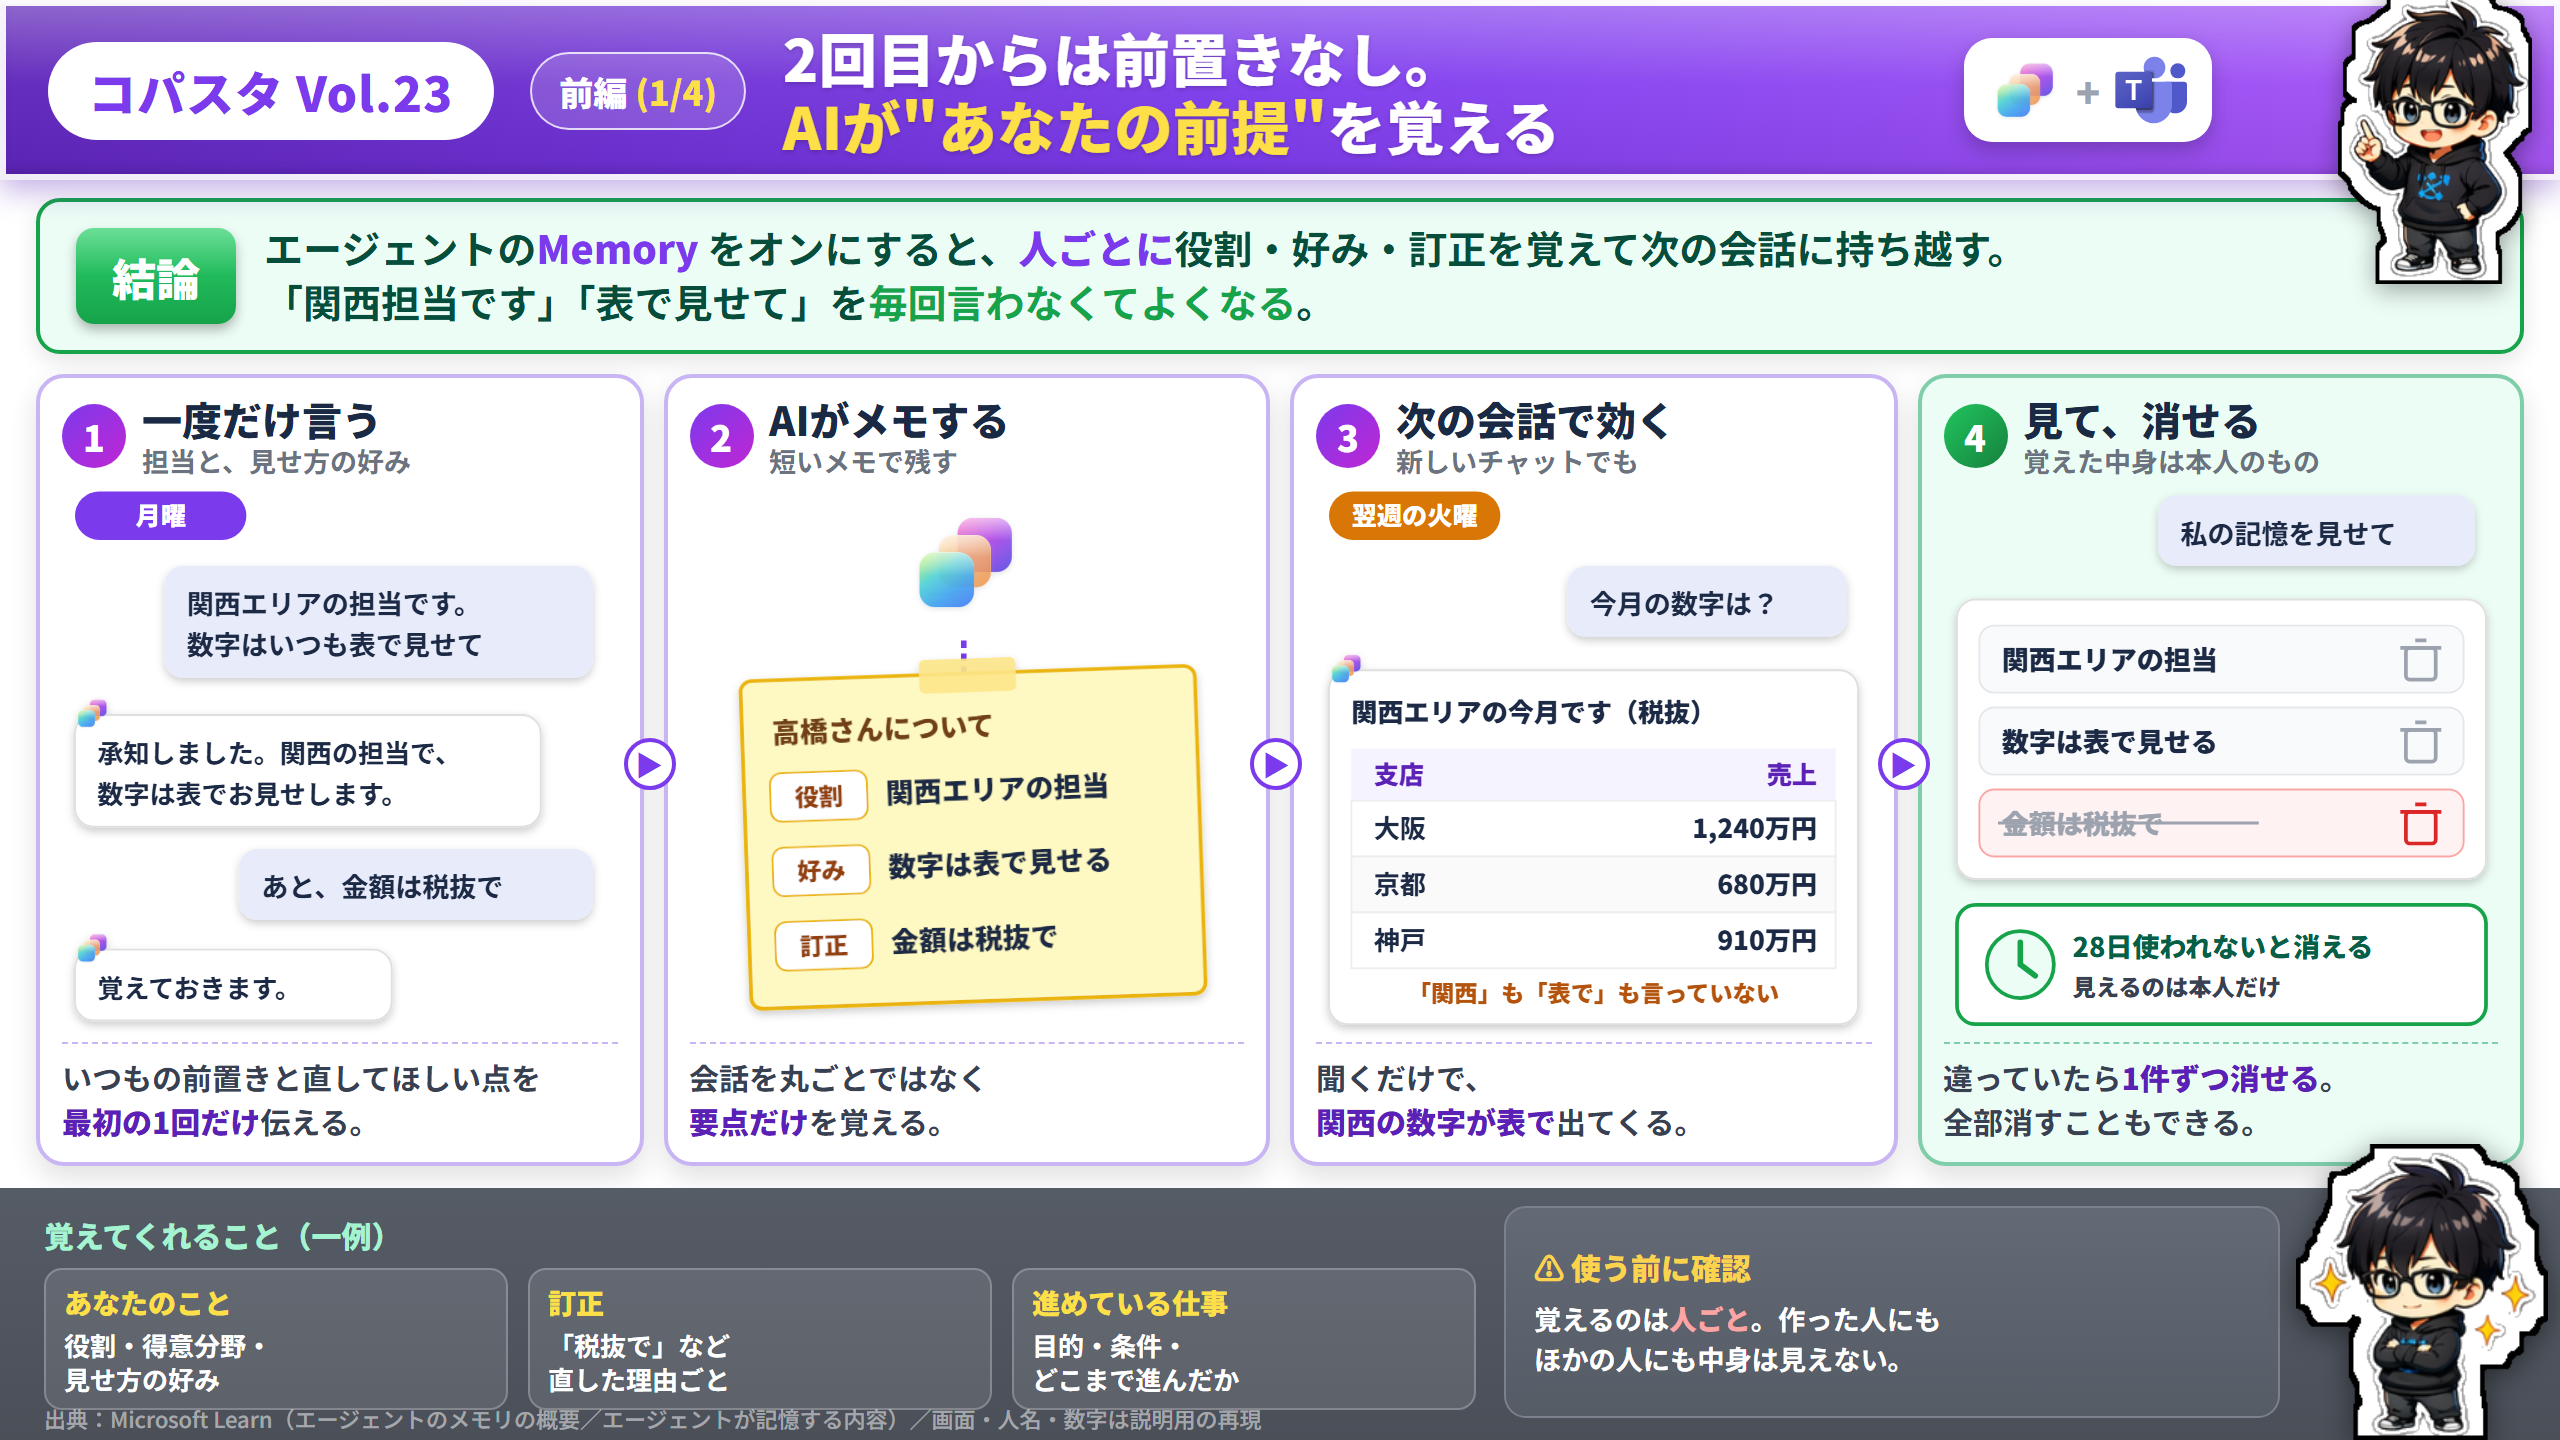 コパスタ Vol.23
前編 (1/4)
2回目からは前置きなし。
AIが"あなたの前提"を覚える
+
T
結論
エージェントのMemory をオンにすると、人ごとに役割・好み・訂正を覚えて次の会話に持ち越す。
「関西担当です」「表で見せて」を毎回言わなくてよくなる。
1
一度だけ言う
担当と、見せ方の好み
月曜
関西エリアの担当です。
数字はいつも表で見せて
承知しました。関西の担当で、
数字は表でお見せします。
あと、金額は税抜で
覚えておきます。
いつもの前置きと直してほしい点を
最初の1回だけ伝える。
2
AIがメモする
短いメモで残す
高橋さんについて
役割 関西エリアの担当
好み 数字は表で見せる
訂正 金額は税抜で
会話を丸ごとではなく
要点だけを覚える。
3
次の会話で効く
新しいチャットでも
翌週の火曜
今月の数字は？
関西エリアの今月です（税抜）
支店 売上
大阪 1,240万円
京都 680万円
神戸 910万円
「関西」も「表で」も言っていない
聞くだけで、
関西の数字が表で出てくる。
4
見て、消せる
覚えた中身は本人のもの
私の記憶を見せて
関西エリアの担当
数字は表で見せる
金額は税抜で
28日使われないと消える
見えるのは本人だけ
違っていたら1件ずつ消せる。
全部消すこともできる。
覚えてくれること（一例）
あなたのこと
役割・得意分野・
見せ方の好み
訂正
「税抜で」など
直した理由ごと
進めている仕事
目的・条件・
どこまで進んだか
⚠ 使う前に確認
覚えるのは人ごと。作った人にも
ほかの人にも中身は見えない。
出典：Microsoft Learn（エージェントのメモリの概要／エージェントが記憶する内容）／画面・人名・数字は説明用の再現